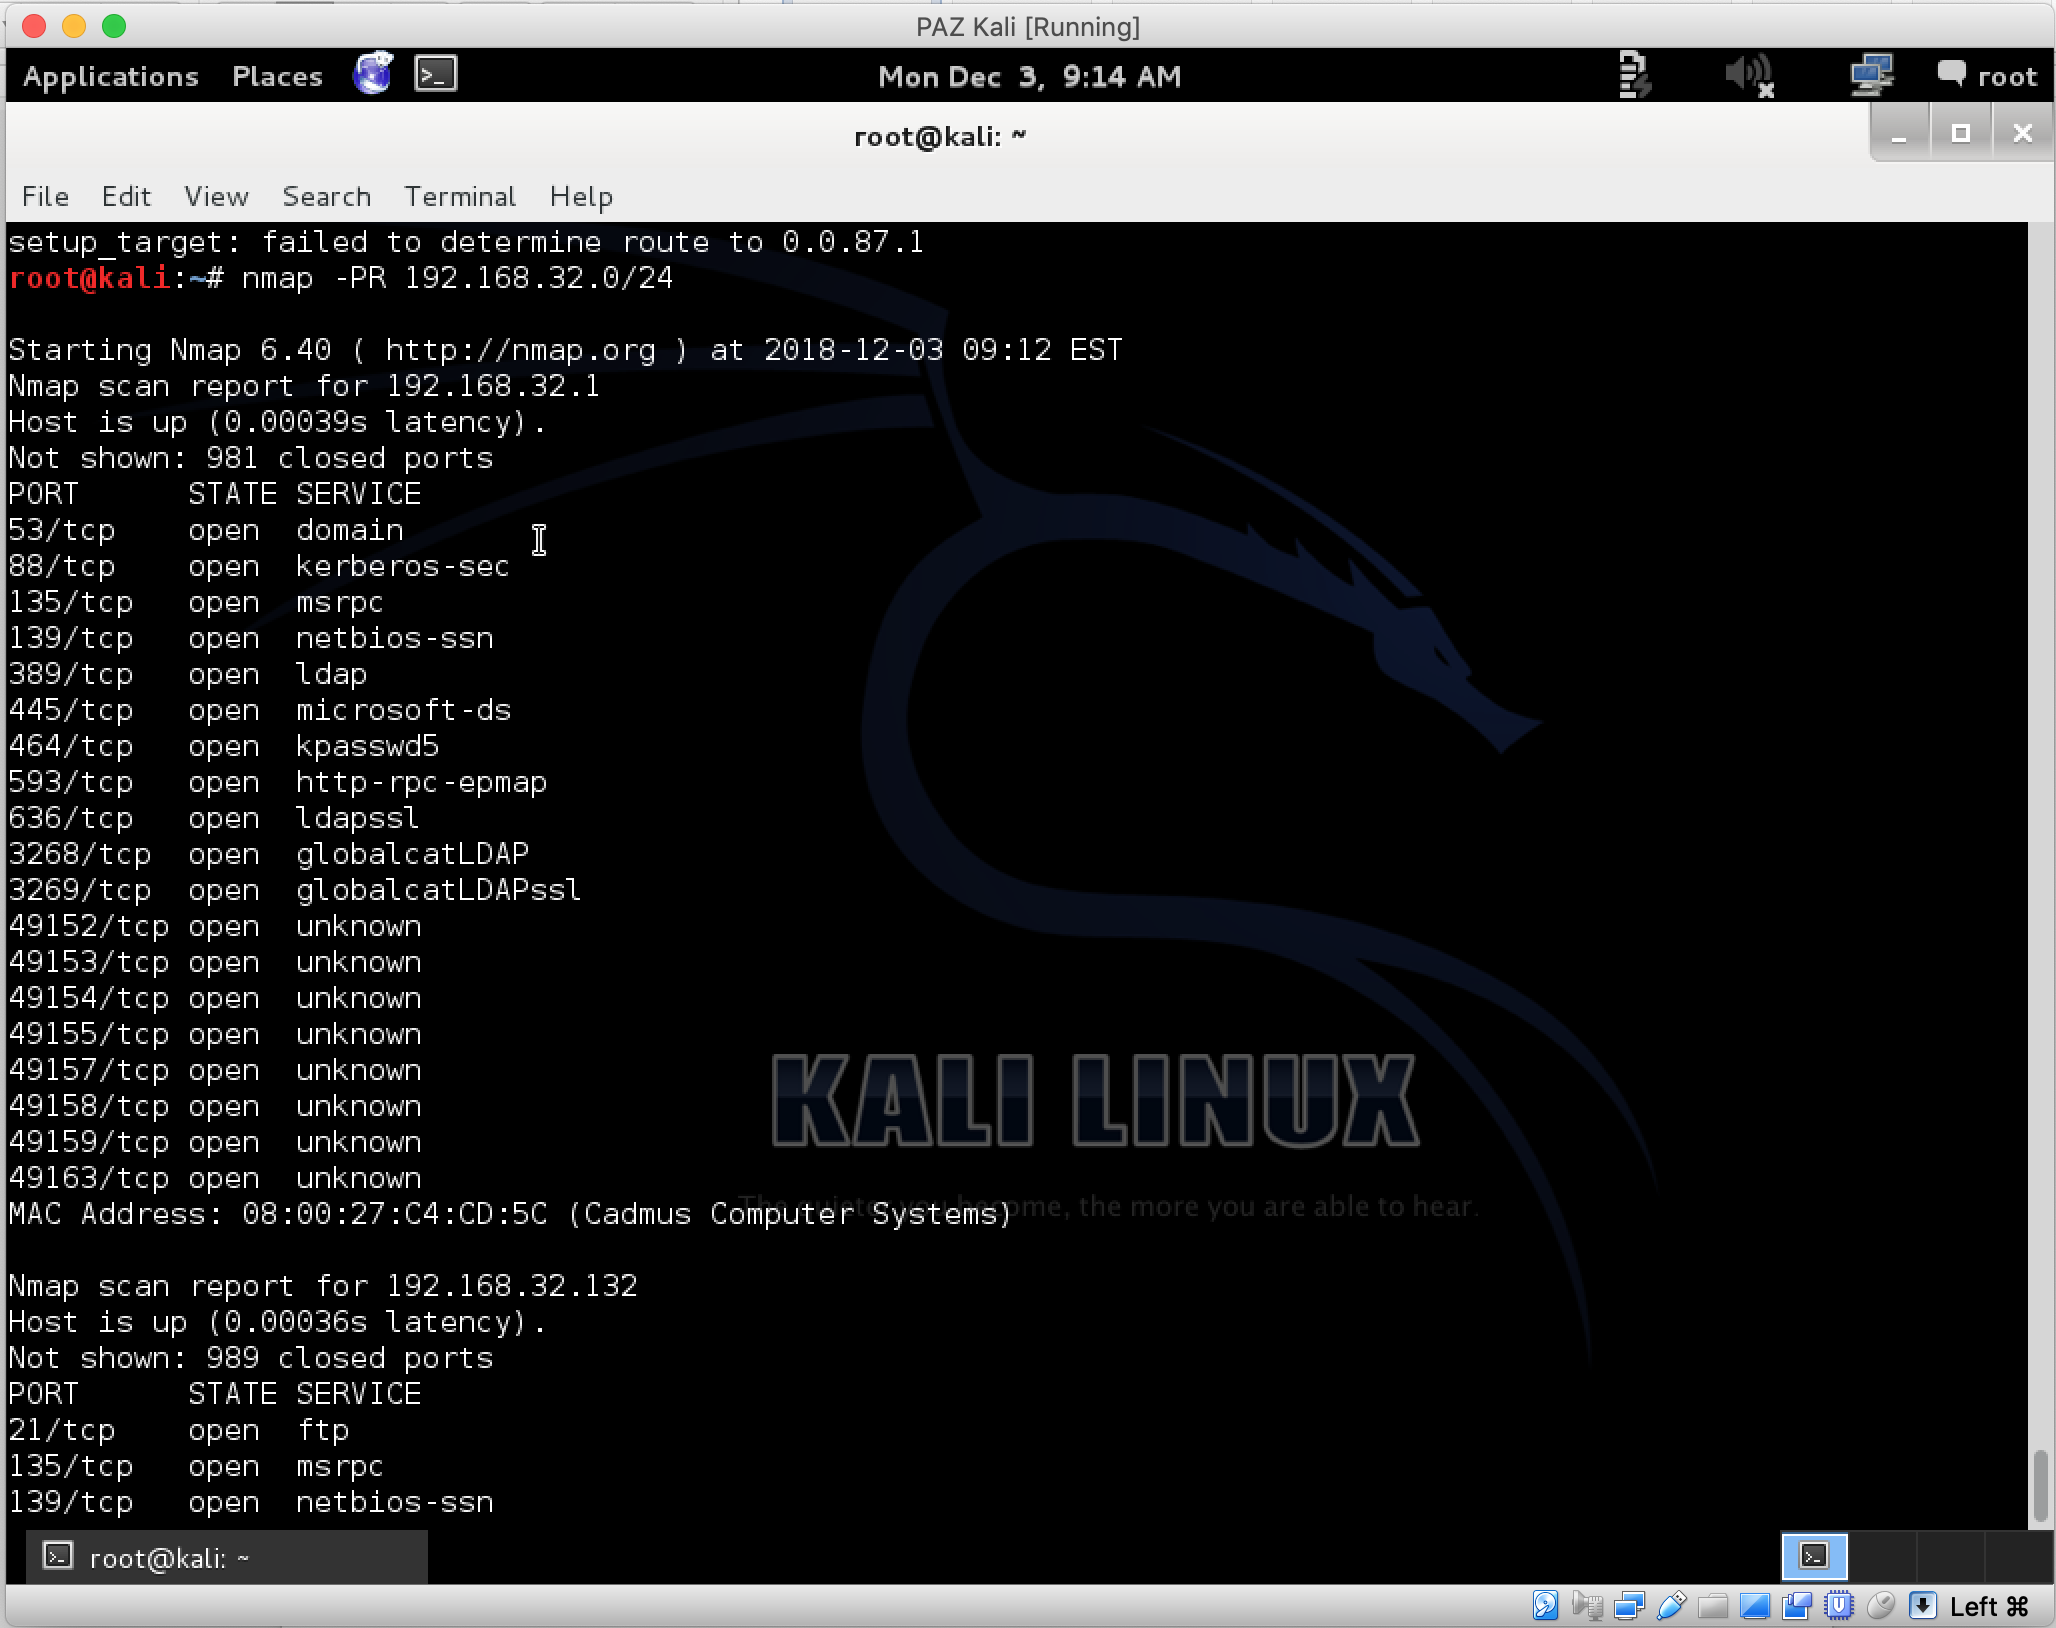 PAZ Kali [Running]
Applications Places Mon Dec 3, 9:14 AM root
root@kali: ~
File Edit View Search Terminal Help
setup_target: failed to determine route to 0.0.87.1
root@kali:~# nmap -PR 192.168.32.0/24
Starting Nmap 6.40 ( http://nmap.org ) at 2018-12-03 09:12 EST
Nmap scan report for 192.168.32.1
Host is up (0.00039s latency).
Not shown: 981 closed ports
PORT STATE SERVICE
53/tcp open domain
88/tcp open kerberos-sec
135/tcp open msrpc
139/tcp open netbios-ssn
389/tcp open ldap
445/tcp open microsoft-ds
464/tcp open kpasswd5
593/tcp open http-rpc-epmap
636/tcp open ldapssl
3268/tcp open globalcatLDAP
3269/tcp open globalcatLDAPssl
49152/tcp open unknown
49153/tcp open unknown
49154/tcp open unknown
49155/tcp open unknown
49157/tcp open unknown
49158/tcp open unknown
49159/tcp open unknown
49163/tcp open unknown
MAC Address: 08:00:27:C4:CD:5C (Cadmus Computer Systems)
Nmap scan report for 192.168.32.132
Host is up (0.00036s latency).
Not shown: 989 closed ports
PORT STATE SERVICE
21/tcp open ftp
135/tcp open msrpc
139/tcp open netbios-ssn
KALI LINUX
The quieter you become, the more you are able to hear.
root@kali: ~
Left ⌘